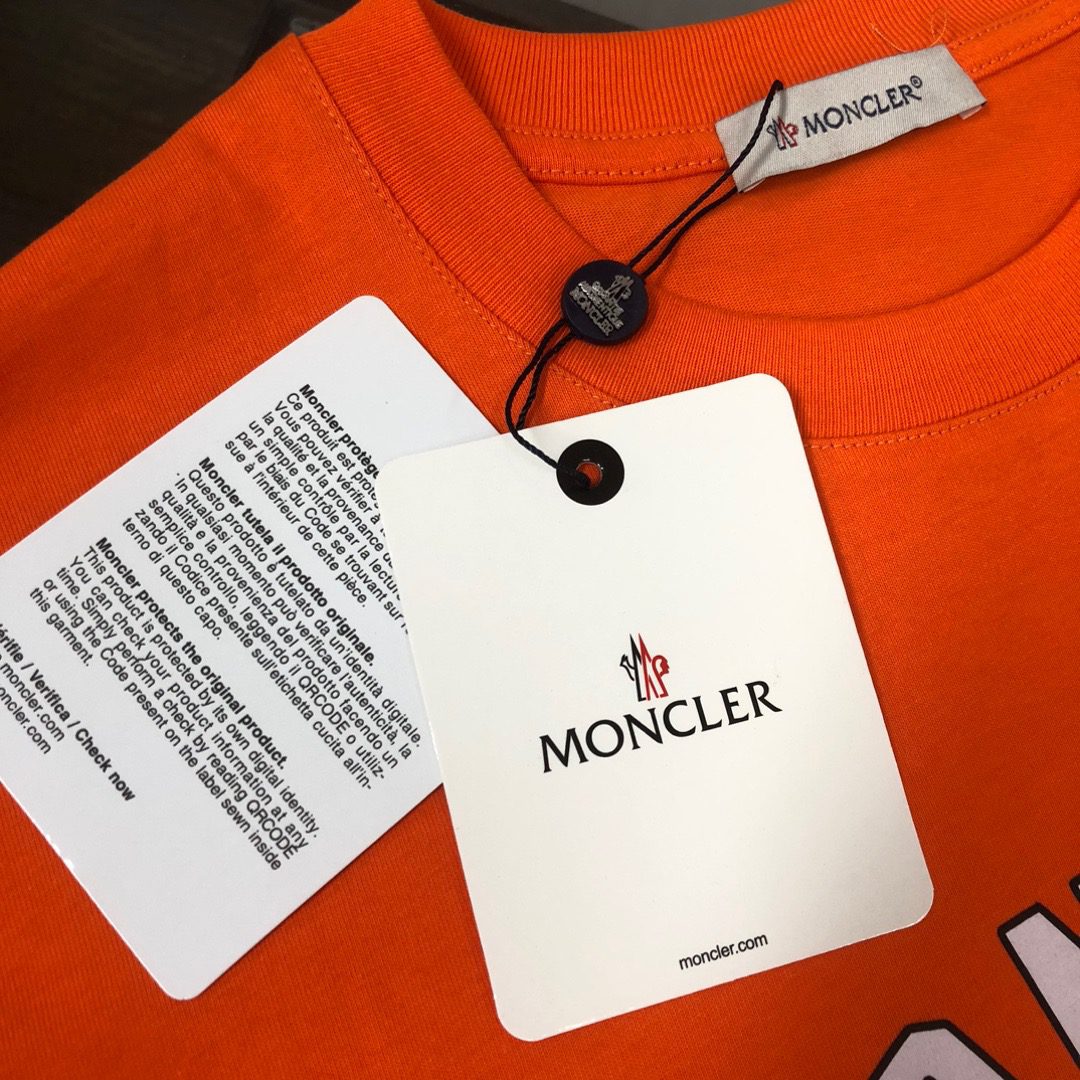 MONCLER®
MONCLER
MONCLER
moncler.com
Moncler protège
Ce produit est proté
Vous pouvez vérifier à
la qualité et la provenance d
un simple contrôle par la lectur
par le biais du Code se trouvant sur
sue à l'intérieur de cette pièce.
Moncler tutela il prodotto originale.
Questo prodotto è tutelato da un'identità digitale,
in qualsiasi momento può verificare l'autenticità, la
qualità e la provenienza del prodotto facendo un
semplice controllo, leggendo il QRCODE o utiliz-
zando il Codice presente sull'etichetta cucita all'in-
terno di questo capo.
Moncler protects the original product.
This product is protected by its own digital identity.
You can check your product information at any
time. Simply perform a check by reading QRCODE
or using the Code present on the label sewn inside
this garment.
érifie / Verifica / Check now
moncler.com
moncler.com